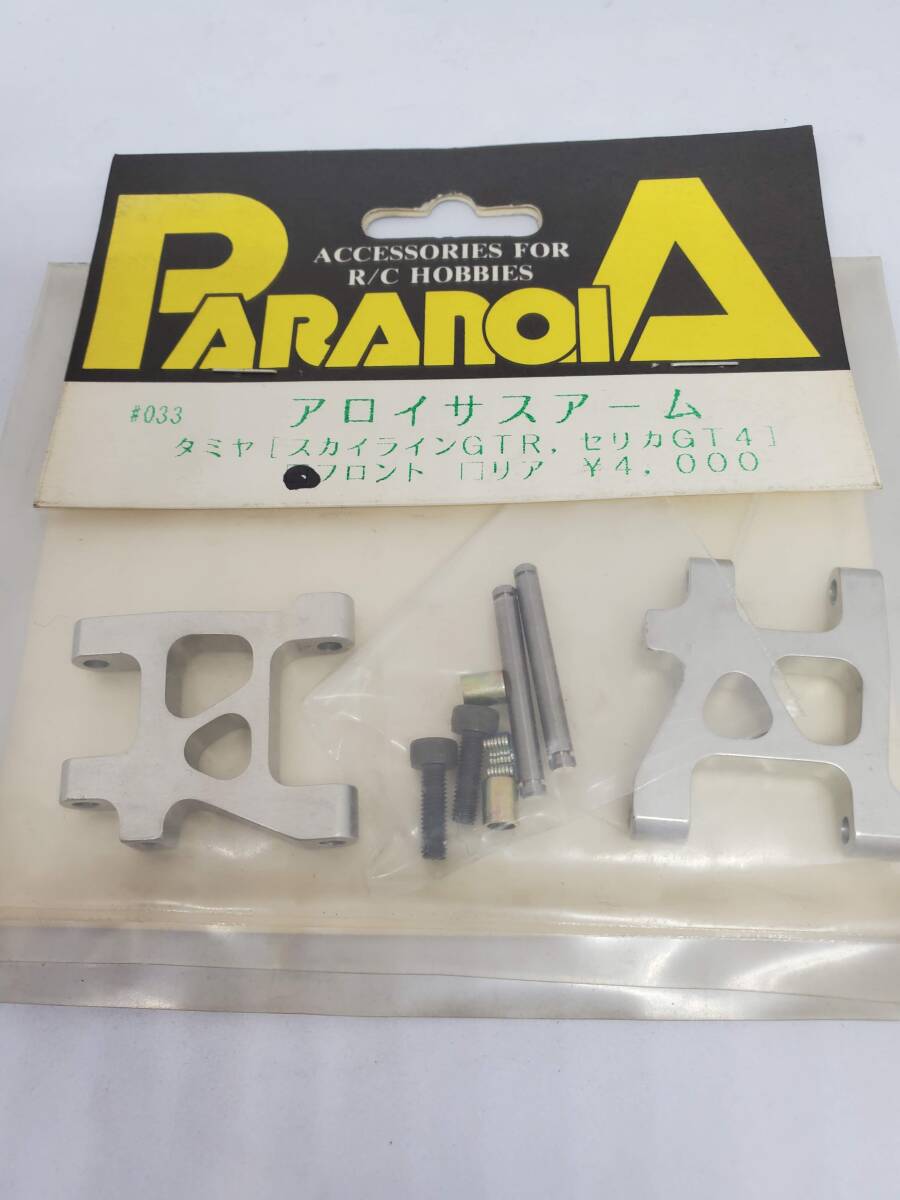 ACCESSORIES FOR
R/C HOBBIES
PARANOIA
#033 アロイサスアーム
タミヤ［スカイラインGTR，セリカGT4］
フロント □リア ¥4,000